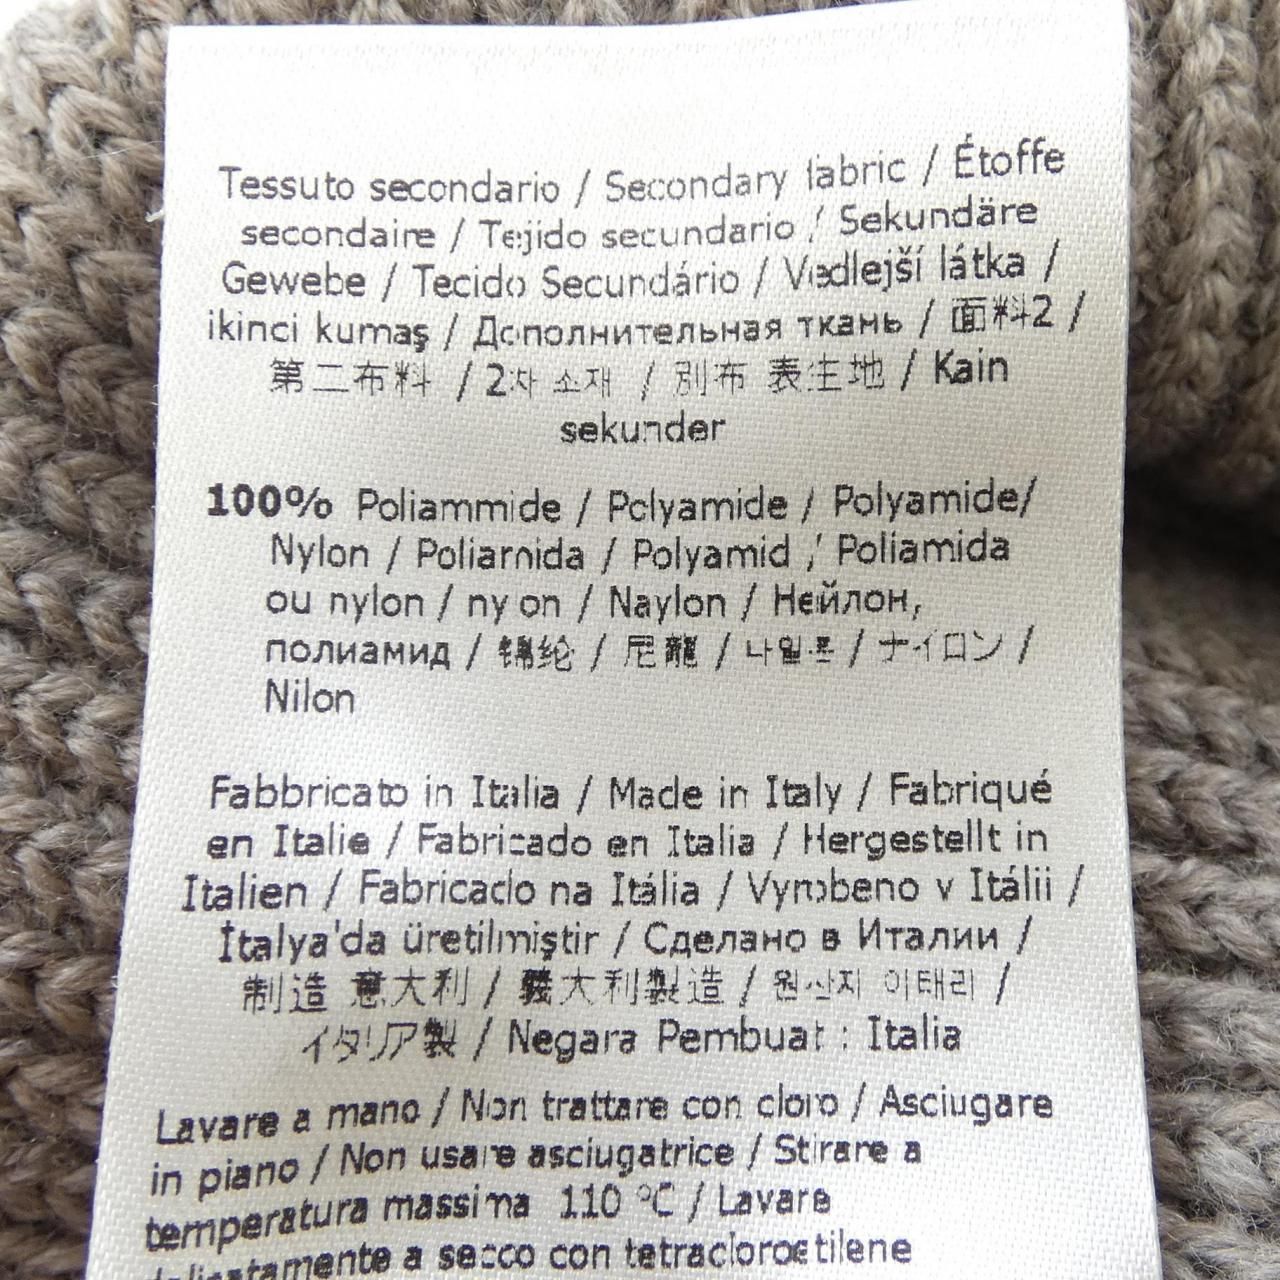 Tessuto secondario / Secondary fabric / Étoffe
secondaire / Tejido secundario / Sekundäre
Gewebe / Tecido Secundário / Vedlejší látka /
ikinci kumaş / Дополнительная ткань / 面料2 /
第二布料 / 2차 소재 / 別布 表生地 / Kain
sekunder
100% Poliammide / Polyamide / Polyamide/
Nylon / Poliamida / Polyamid / Poliamida
ou nylon / nylon / Naylon / Нейлон,
полиамид / 锦纶 / 尼龍 / 나일론 / ナイロン /
Nilon
Fabbricato in Italia / Made in Italy / Fabriqué
en Italie / Fabricado en Italia / Hergestellt in
Italien / Fabricado na Itália / Vyrobeno v Itálii /
İtalya'da üretilmiştir / Сделано в Италии /
制造 意大利 / 義大利製造 / 원산지 이태리 /
イタリア製 / Negara Pembuat : Italia
Lavare a mano / Non trattare con cloro / Asciugare
in piano / Non usare asciugatrice / Stirare a
temperatura massima 110 °C / Lavare
delicatamente a secco con tetracloroetilene